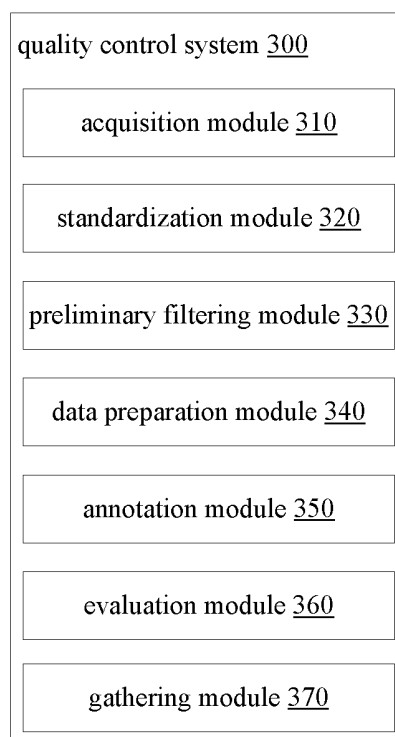 quality control system 300
acquisition module 310
standardization module 320
preliminary filtering module 330
data preparation module 340
annotation module 350
evaluation module 360
gathering module 370